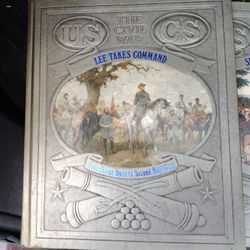 US
THE
CIVIL
WAR
CS
LEE TAKES COMMAND
From Seven Days to Second Bull Run
S